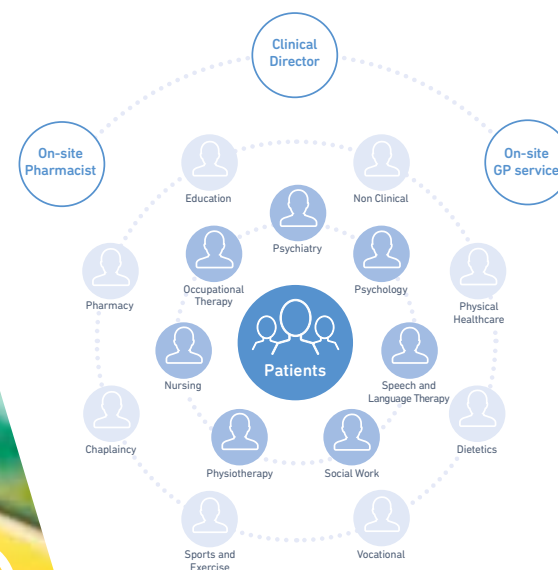 Clinical
Director
On-site
Pharmacist
On-site
GP service
Education
Non Clinical
Psychiatry
Occupational
Therapy
Psychology
Pharmacy
Physical
Healthcare
Patients
Nursing
Speech and
Language Therapy
Chaplaincy
Dietetics
Physiotherapy
Social Work
Sports and
Exercise
Vocational